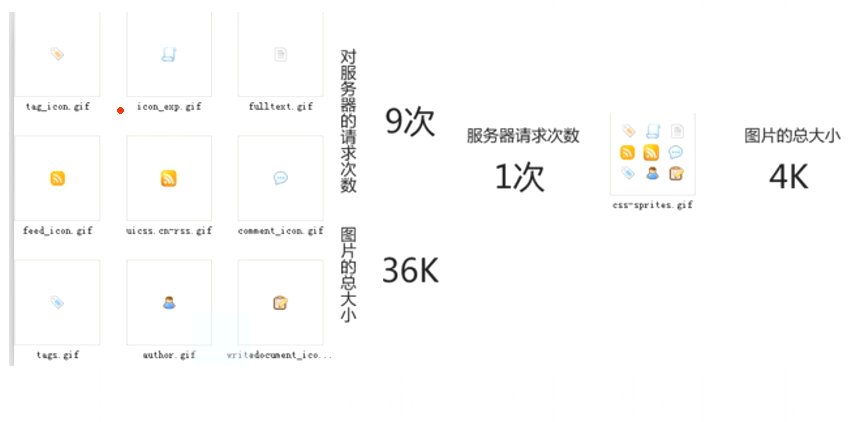 tag_icon.gif
icon_exp.gif
fulltext.gif
feed_icon.gif
uicss.cn-rss.gif
comment_icon.gif
tags.gif
author.gif
writedocument_ico...
对服务器的请求次数
9次
图片的总大小
36K
服务器请求次数
1次
css-sprites.gif
图片的总大小
4K